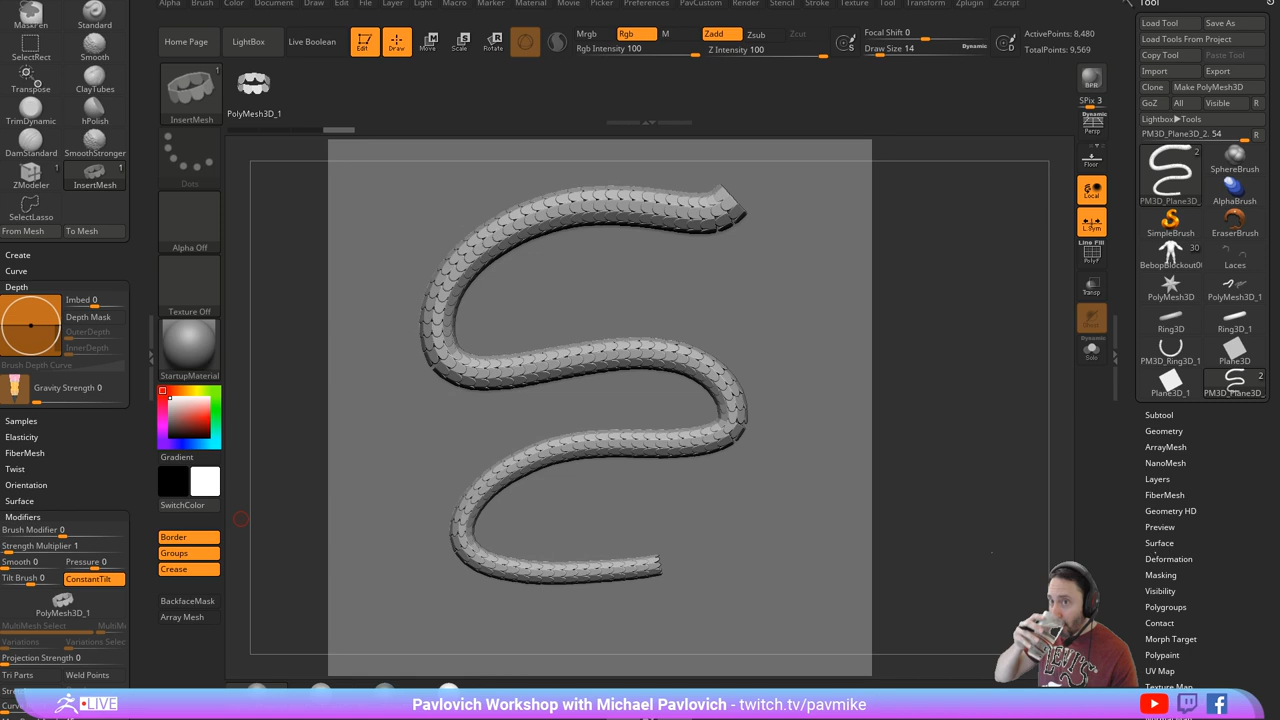 Alpha Brush Color Document Draw Edit File Layer Light Macro Marker Material Movie Picker Preferences PavCustom Render Stencil Stroke Texture Tool Transform Zplugin Zscript
Tool
MaskPen Standard
SelectRect Smooth
Transpose ClayTubes
TrimDynamic hPolish
DamStandard SmoothStronger
ZModeler 1 InsertMesh 1
SelectLasso
From Mesh To Mesh
Create
Curve
Depth
Imbed 0
Depth Mask
OuterDepth
InnerDepth
Brush Depth Curve
Gravity Strength 0
Samples
Elasticity
FiberMesh
Twist
Orientation
Surface
Modifiers
Brush Modifier 0
Strength Multiplier 1
Smooth 0 Pressure 0
Tilt Brush 0 ConstantTilt
PolyMesh3D_1
MultiMesh Select
Variations Variations Selec
Projection Strength 0
Tri Parts Weld Points
Home Page LightBox Live Boolean
Edit Draw Move Scale Rotate
Mrgb Rgb M
Rgb Intensity 100
Zadd Zsub Zcut
Z Intensity 100
Focal Shift 0
Draw Size 14 Dynamic
S D
ActivePoints: 8,480
TotalPoints: 9.569
InsertMesh 1
PolyMesh3D_1
Dots
Alpha Off
Texture Off
StartupMaterial
Gradient
SwitchColor
Border
Groups
Crease
BackfaceMask
Array Mesh
BPR
SPix 3
Dynamic
Persp
Floor
Local
L.Sym
Line Fill
PolyF
Transp
Ghost
Dynamic
Solo
Load Tool Save As
Load Tools From Project
Copy Tool Paste Tool
Import Export
Clone Make PolyMesh3D
GoZ All Visible R
Lightbox▶Tools
PM3D_Plane3D_2. 54 R
2
PM3D_Plane3D_ SphereBrush
AlphaBrush
SimpleBrush EraserBrush
30
Laces
PolyMesh3D PolyMesh3D_1
Ring3D Ring3D_1
PM3D_Ring3D_1 Plane3D
2
Plane3D_1 PM3D_Plane3D_
Subtool
Geometry
ArrayMesh
NanoMesh
Layers
FiberMesh
Geometry HD
Preview
Surface
Deformation
Masking
Visibility
Polygroups
Contact
Morph Target
Polypaint
UV Map
LEVI'S
LIVE
Pavlovich Workshop with Michael Pavlovich - twitch.tv/pavmike